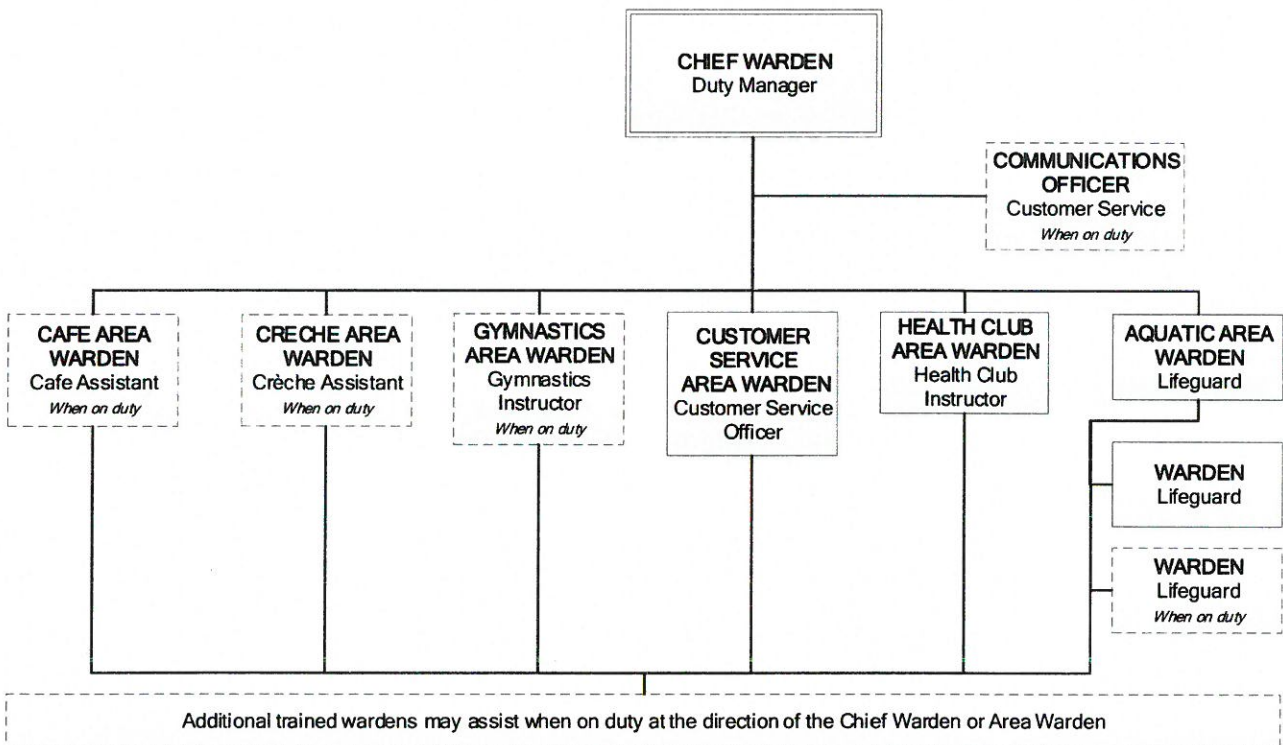 CHIEF WARDEN
Duty Manager
COMMUNICATIONS
OFFICER
Customer Service
When on duty
CAFE AREA
WARDEN
Cafe Assistant
When on duty
CRECHE AREA
WARDEN
Crèche Assistant
When on duty
GYMNASTICS
AREA WARDEN
Gymnastics
Instructor
When on duty
CUSTOMER
SERVICE
AREA WARDEN
Customer Service
Officer
HEALTH CLUB
AREA WARDEN
Health Club
Instructor
AQUATIC AREA
WARDEN
Lifeguard
WARDEN
Lifeguard
WARDEN
Lifeguard
When on duty
Additional trained wardens may assist when on duty at the direction of the Chief Warden or Area Warden